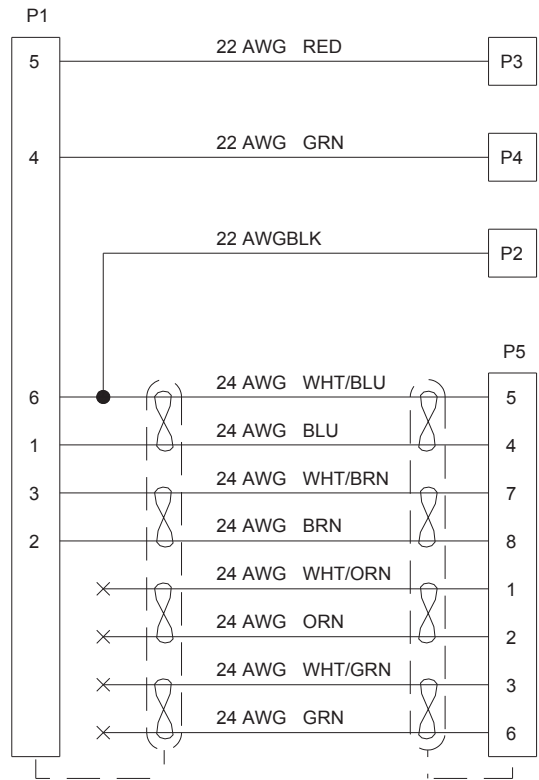 P1
5 22 AWG RED P3
4 22 AWG GRN P4
22 AWGBLK P2
P5
6 24 AWG WHT/BLU 5
1 24 AWG BLU 4
3 24 AWG WHT/BRN 7
2 24 AWG BRN 8
24 AWG WHT/ORN 1
24 AWG ORN 2
24 AWG WHT/GRN 3
24 AWG GRN 6